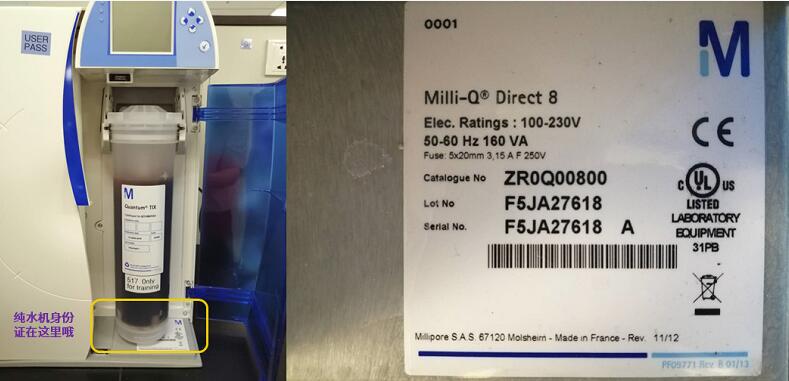 USER
PASS
M
Quantum® TIX
517 Only
for training
纯水机身份
证在这里哦
0001
M
Milli-Q® Direct 8
Elec. Ratings : 100-230V
50-60 Hz 160 VA
Fuse: 5x20mm 3,15 A F 250V
Catalogue No ZR0Q00800
Lot No F5JA27618
Serial No. F5JA27618 A
CE
C UL US
LISTED
LABORATORY
EQUIPMENT
31PB
Millipore S.A.S. 67120 Molsheim - Made in France - Rev. 11/12
PF09771 Rev. B 01/13